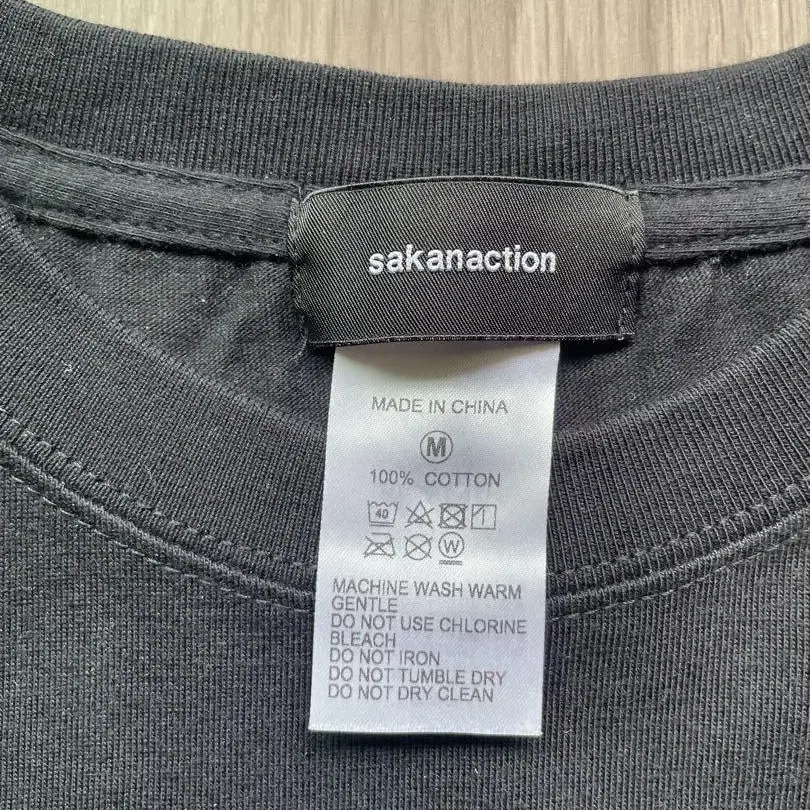 sakanaction
MADE IN CHINA
M
100% COTTON
40
W
MACHINE WASH WARM
GENTLE
DO NOT USE CHLORINE
BLEACH
DO NOT IRON
DO NOT TUMBLE DRY
DO NOT DRY CLEAN